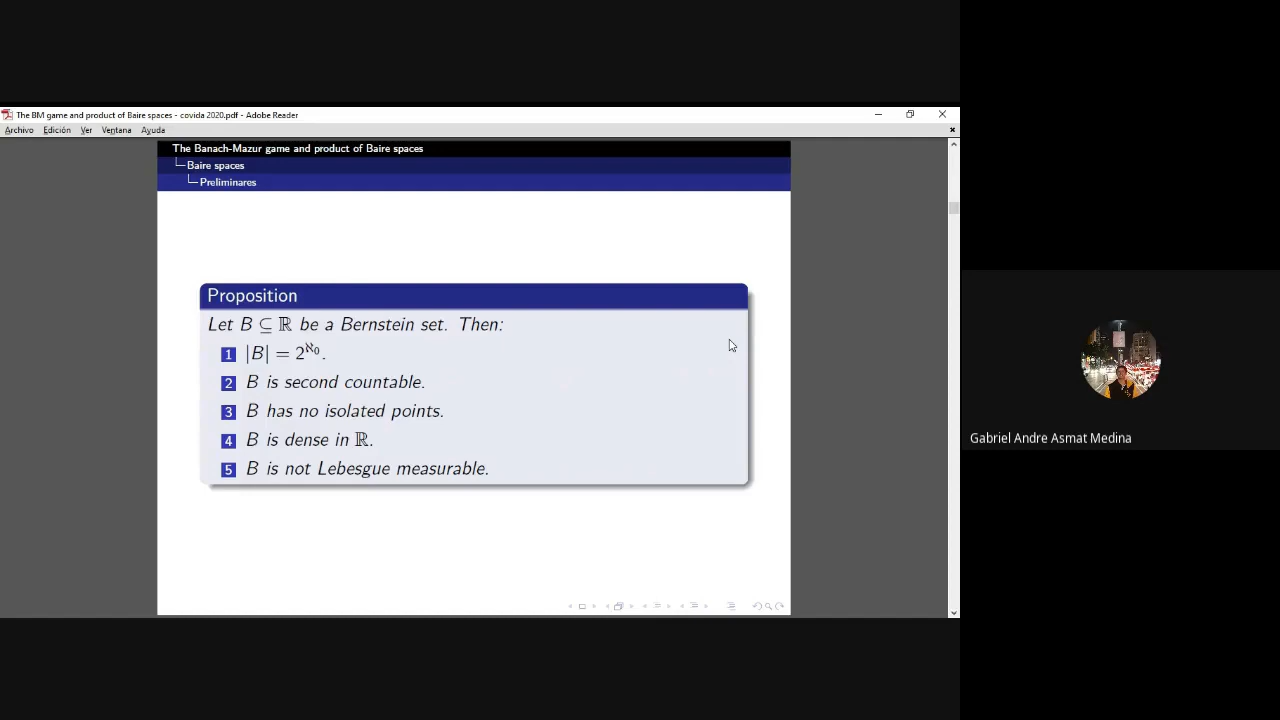 The BM game and product of Baire spaces - covida 2020.pdf - Adobe Reader
Archivo Edición Ver Ventana Ayuda
The Banach-Mazur game and product of Baire spaces
Baire spaces
Preliminares
Proposition
Let B ⊆ ℝ be a Bernstein set. Then:
1 |B| = 2^ℵ₀.
2 B is second countable.
3 B has no isolated points.
4 B is dense in ℝ.
5 B is not Lebesgue measurable.
Gabriel Andre Asmat Medina